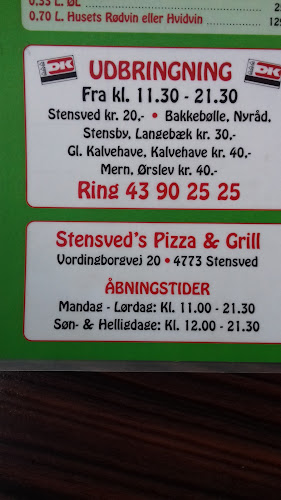 0,33 L. ØL
0,70 L. Husets Rødvin eller Hvidvin
UDBRINGNING
DK
DK
Fra kl. 11.30 - 21.30
Stensved kr. 20,- • Bakkebølle, Nyråd,
Stensby, Langebæk kr. 30,-
Gl. Kalvehave, Kalvehave kr. 40,-
Mern, Ørslev kr. 40,-
Ring 43 90 25 25
Stensved's Pizza & Grill
Vordingborgvej 20 • 4773 Stensved
ÅBNINGSTIDER
Mandag - Lørdag: Kl. 11.00 - 21.30
Søn- & Helligdage: Kl. 12.00 - 21.30